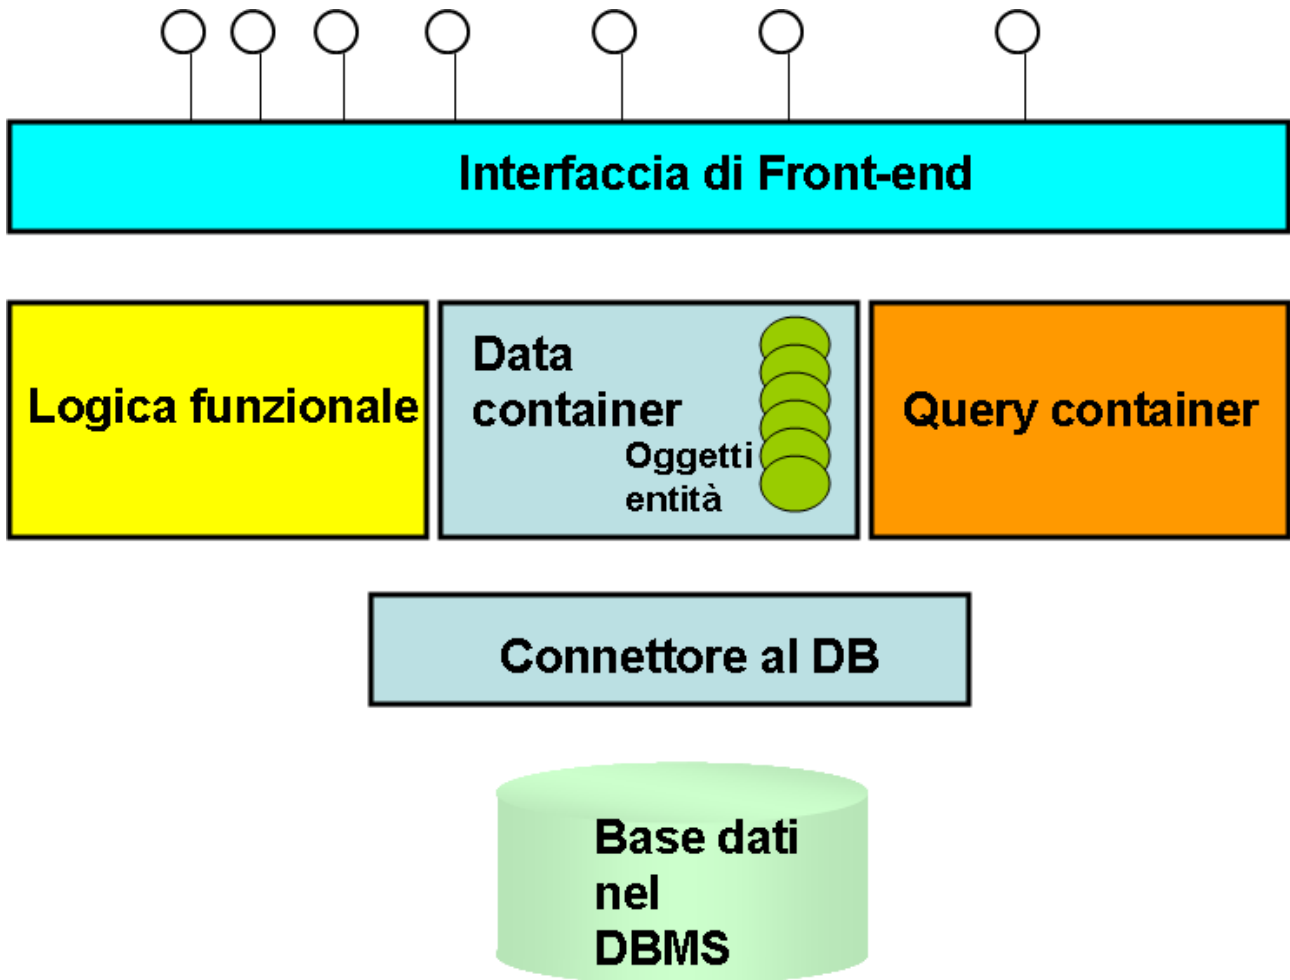 Interfaccia di Front-end
Logica funzionale
Data
container
Oggetti
entità
Query container
Connettore al DB
Base dati
nel
DBMS